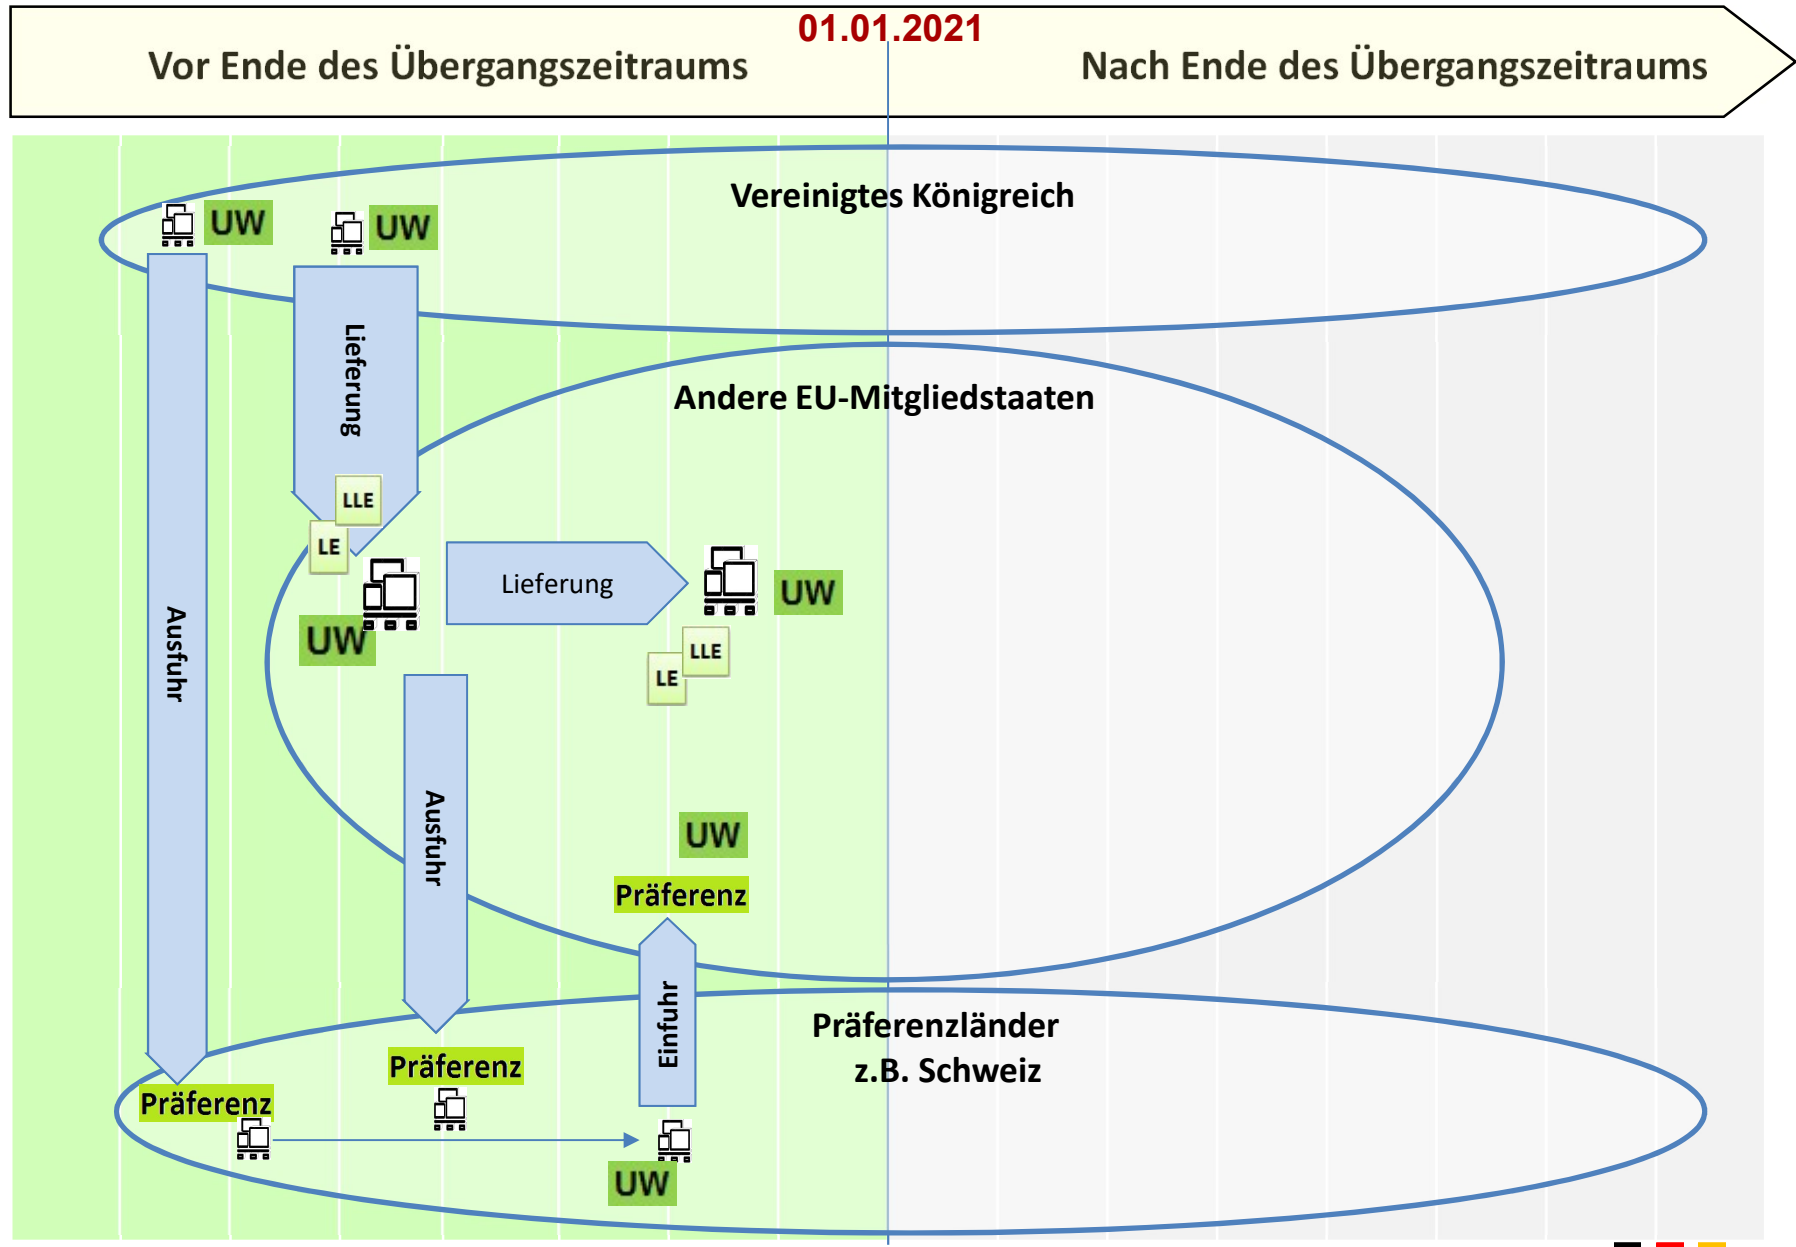 01.01.2021
Vor Ende des Übergangszeitraums
Nach Ende des Übergangszeitraums
Vereinigtes Königreich
UW
UW
Lieferung
Andere EU-Mitgliedstaaten
LLE
LE
Lieferung
UW
UW
LLE
LE
Ausfuhr
Ausfuhr
UW
Präferenz
Einfuhr
Präferenzländer
z.B. Schweiz
Präferenz
Präferenz
UW